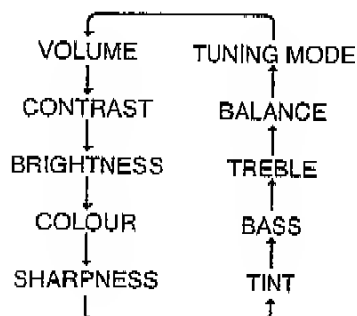 VOLUME
CONTRAST
BRIGHTNESS
COLOUR
SHARPNESS
TINT
BASS
TREBLE
BALANCE
TUNING MODE